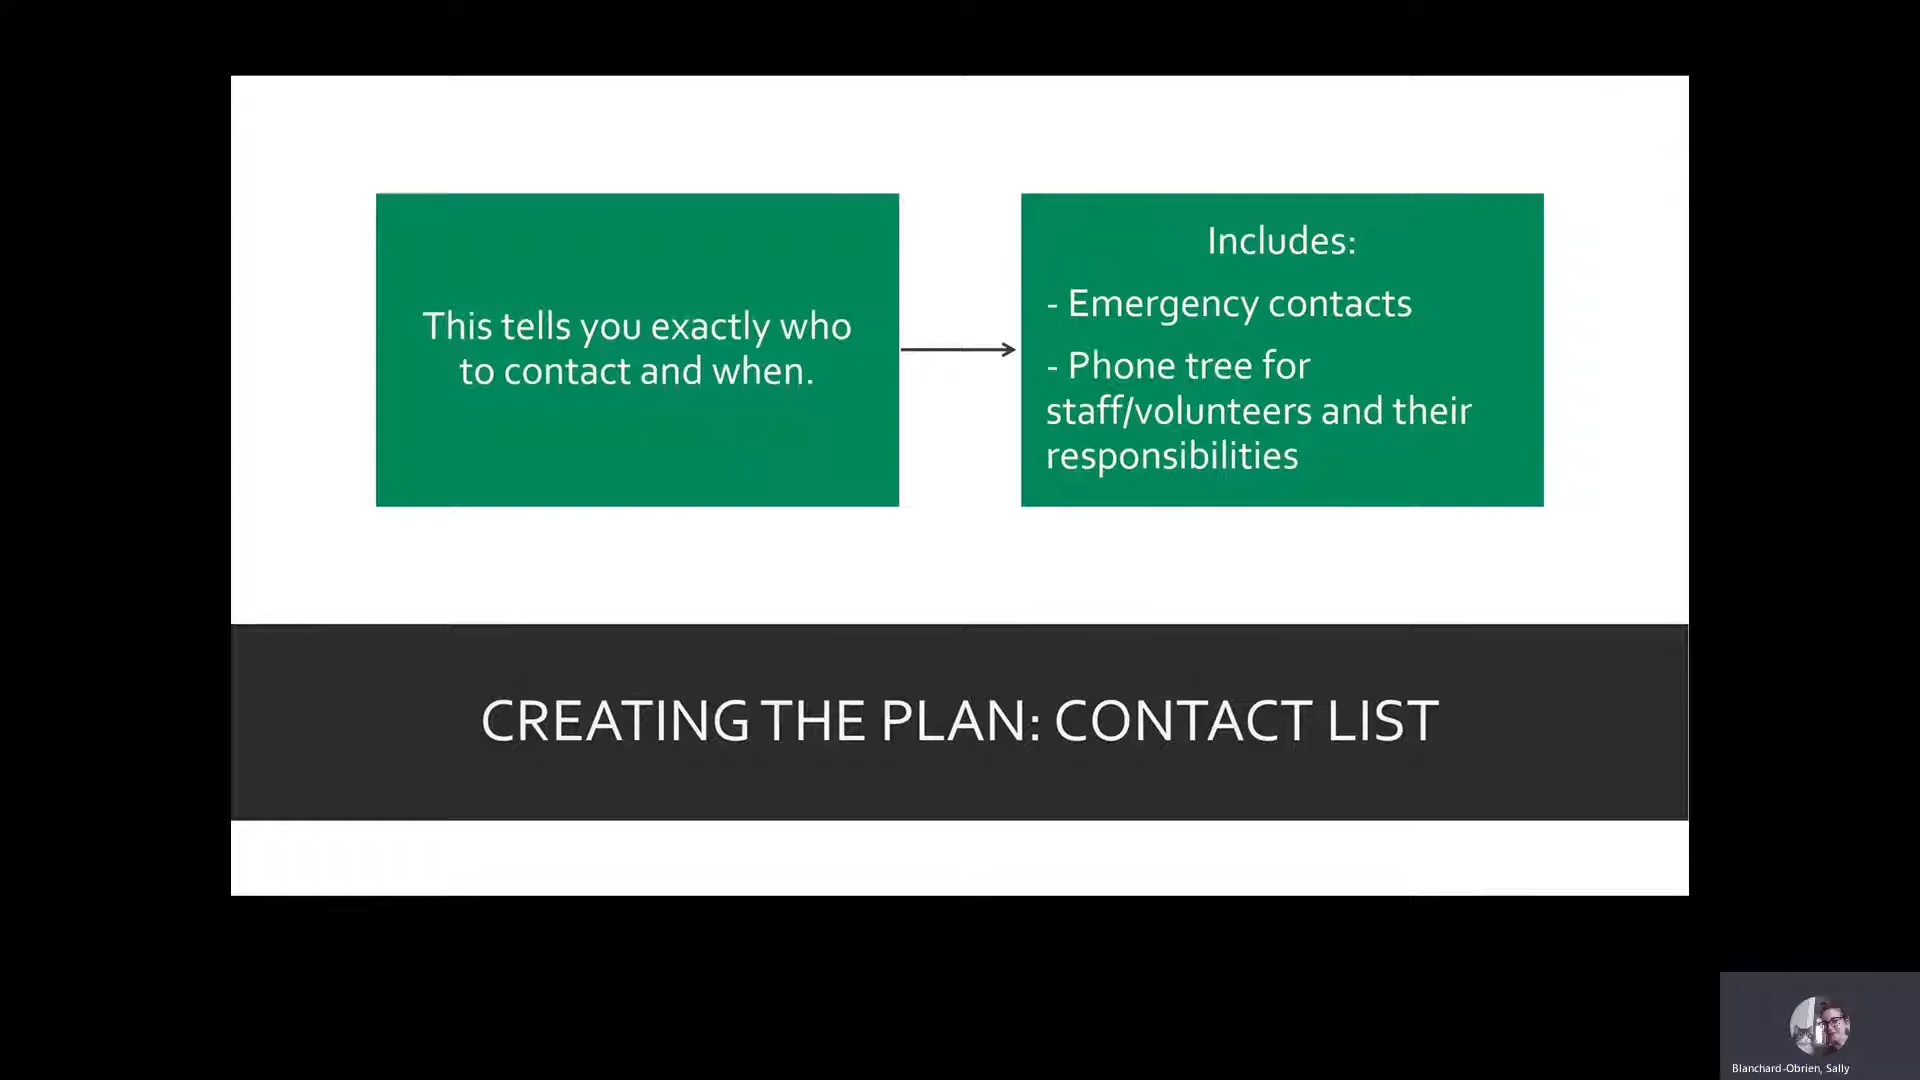 This tells you exactly who
to contact and when.
Includes:
- Emergency contacts
- Phone tree for
staff/volunteers and their
responsibilities
CREATING THE PLAN: CONTACT LIST
Blanchard-Obrien, Sally